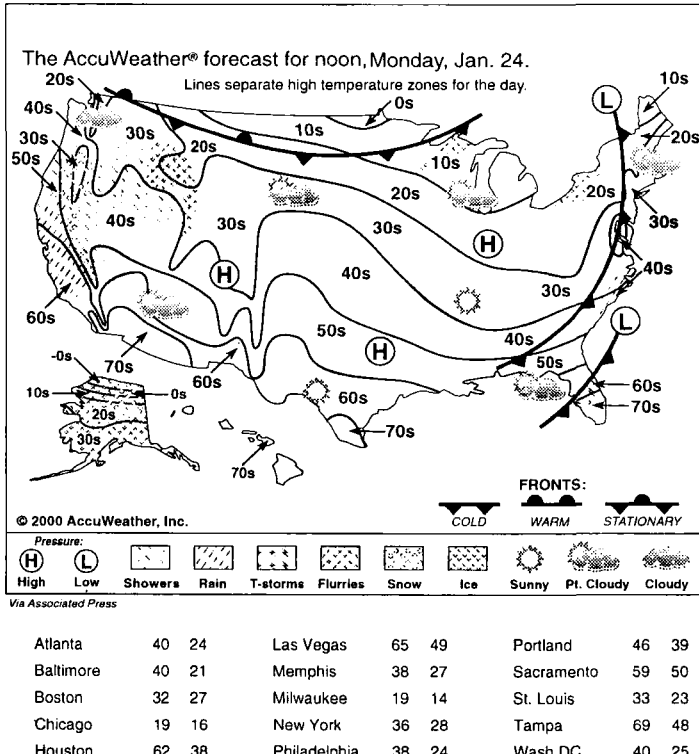 The AccuWeather® forecast for noon, Monday, Jan. 24.
Lines separate high temperature zones for the day.
20s
40s
30s
50s
30s
20s
10s
0s
10s
20s
L
10s
20s
20s
30s
40s
40s
30s
30s
H
H
40s
30s
60s
50s
40s
L
H
50s
70s
60s
60s
60s
70s
70s
-0s
10s
0s
20s
30s
70s
FRONTS:
COLD WARM STATIONARY
© 2000 AccuWeather, Inc.
Pressure:
H L
High Low Showers Rain T-storms Flurries Snow Ice Sunny Pt. Cloudy Cloudy
Via Associated Press
Atlanta 40 24 Las Vegas 65 49 Portland 46 39
Baltimore 40 21 Memphis 38 27 Sacramento 59 50
Boston 32 27 Milwaukee 19 14 St. Louis 33 23
Chicago 19 16 New York 36 28 Tampa 69 48
Houston 62 38 Philadelphia 38 24 Wash DC 40 25